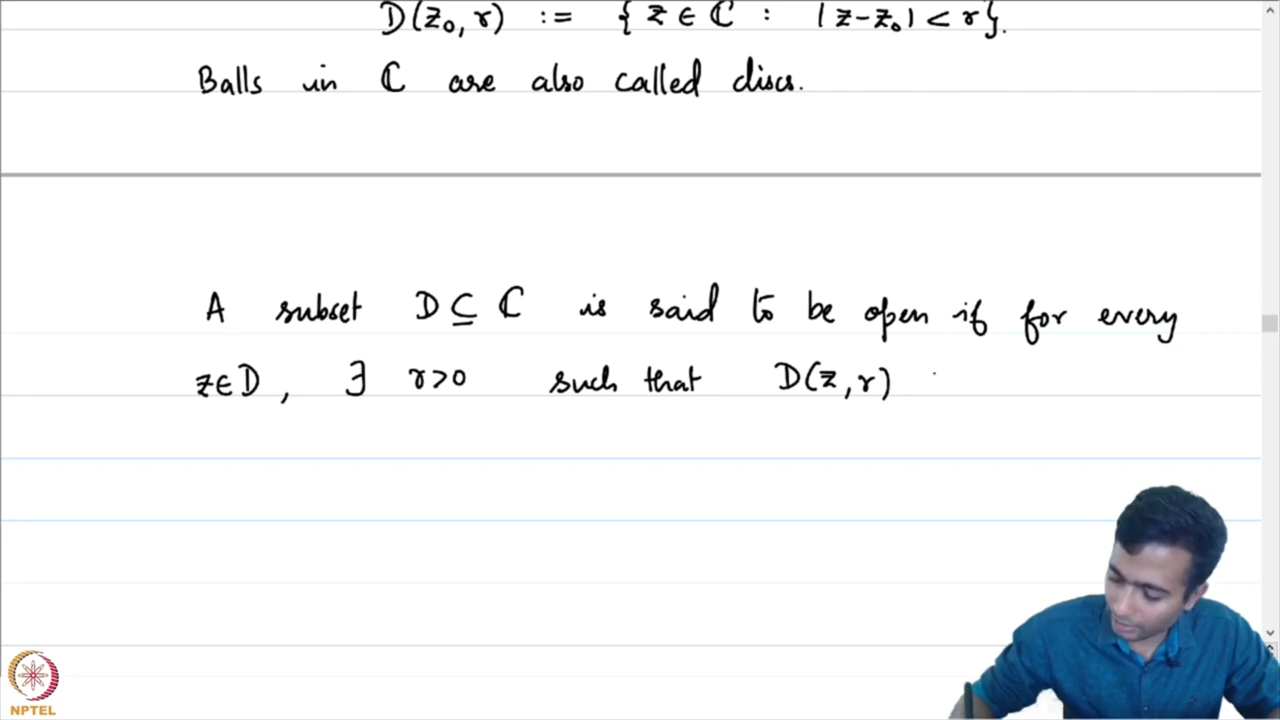 D(z₀, r) := { z ∈ ℂ : |z - z₀| < r }.
Balls in ℂ are also called discs.
A subset D ⊆ ℂ is said to be open if for every
z ∈ D , ∃ r > 0 such that D(z, r)
NPTEL